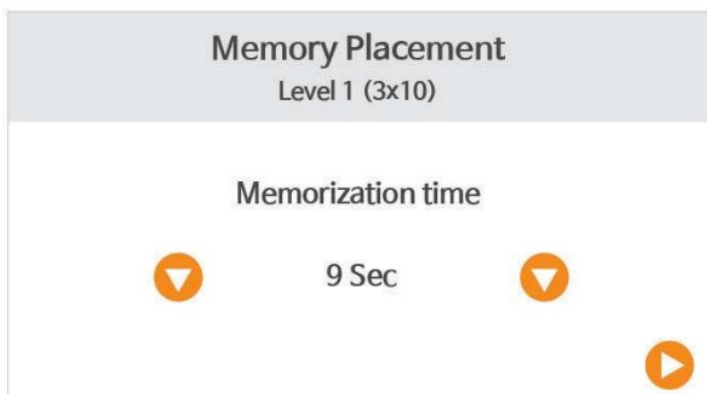 Memory Placement
Level 1 (3x10)
Memorization time
9 Sec